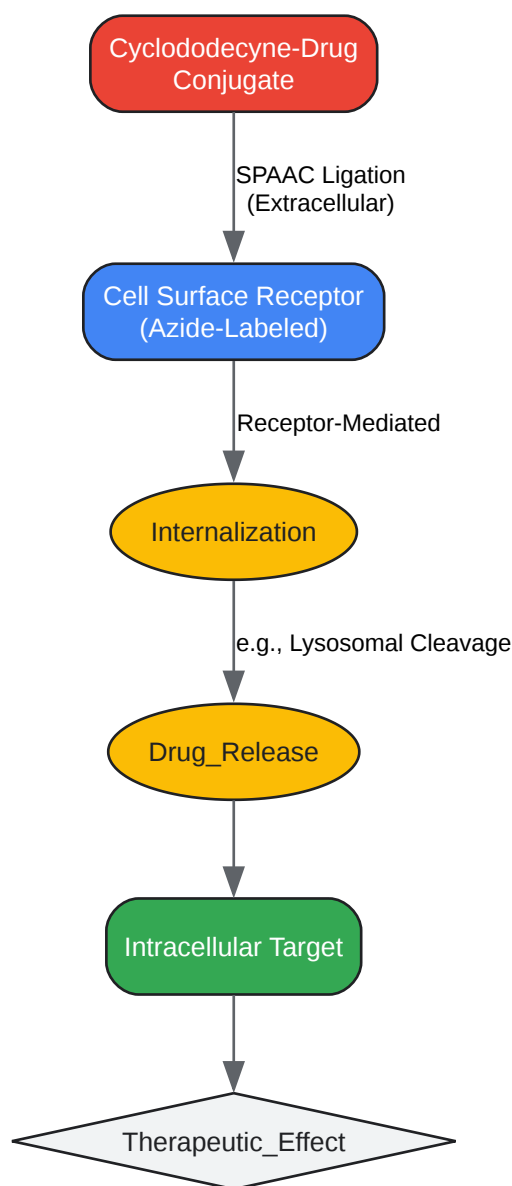 Cyclododecyne-Drug
Conjugate
SPAAC Ligation
(Extracellular)
Cell Surface Receptor
(Azide-Labeled)
Receptor-Mediated
Internalization
e.g., Lysosomal Cleavage
Drug_Release
Intracellular Target
Therapeutic_Effect